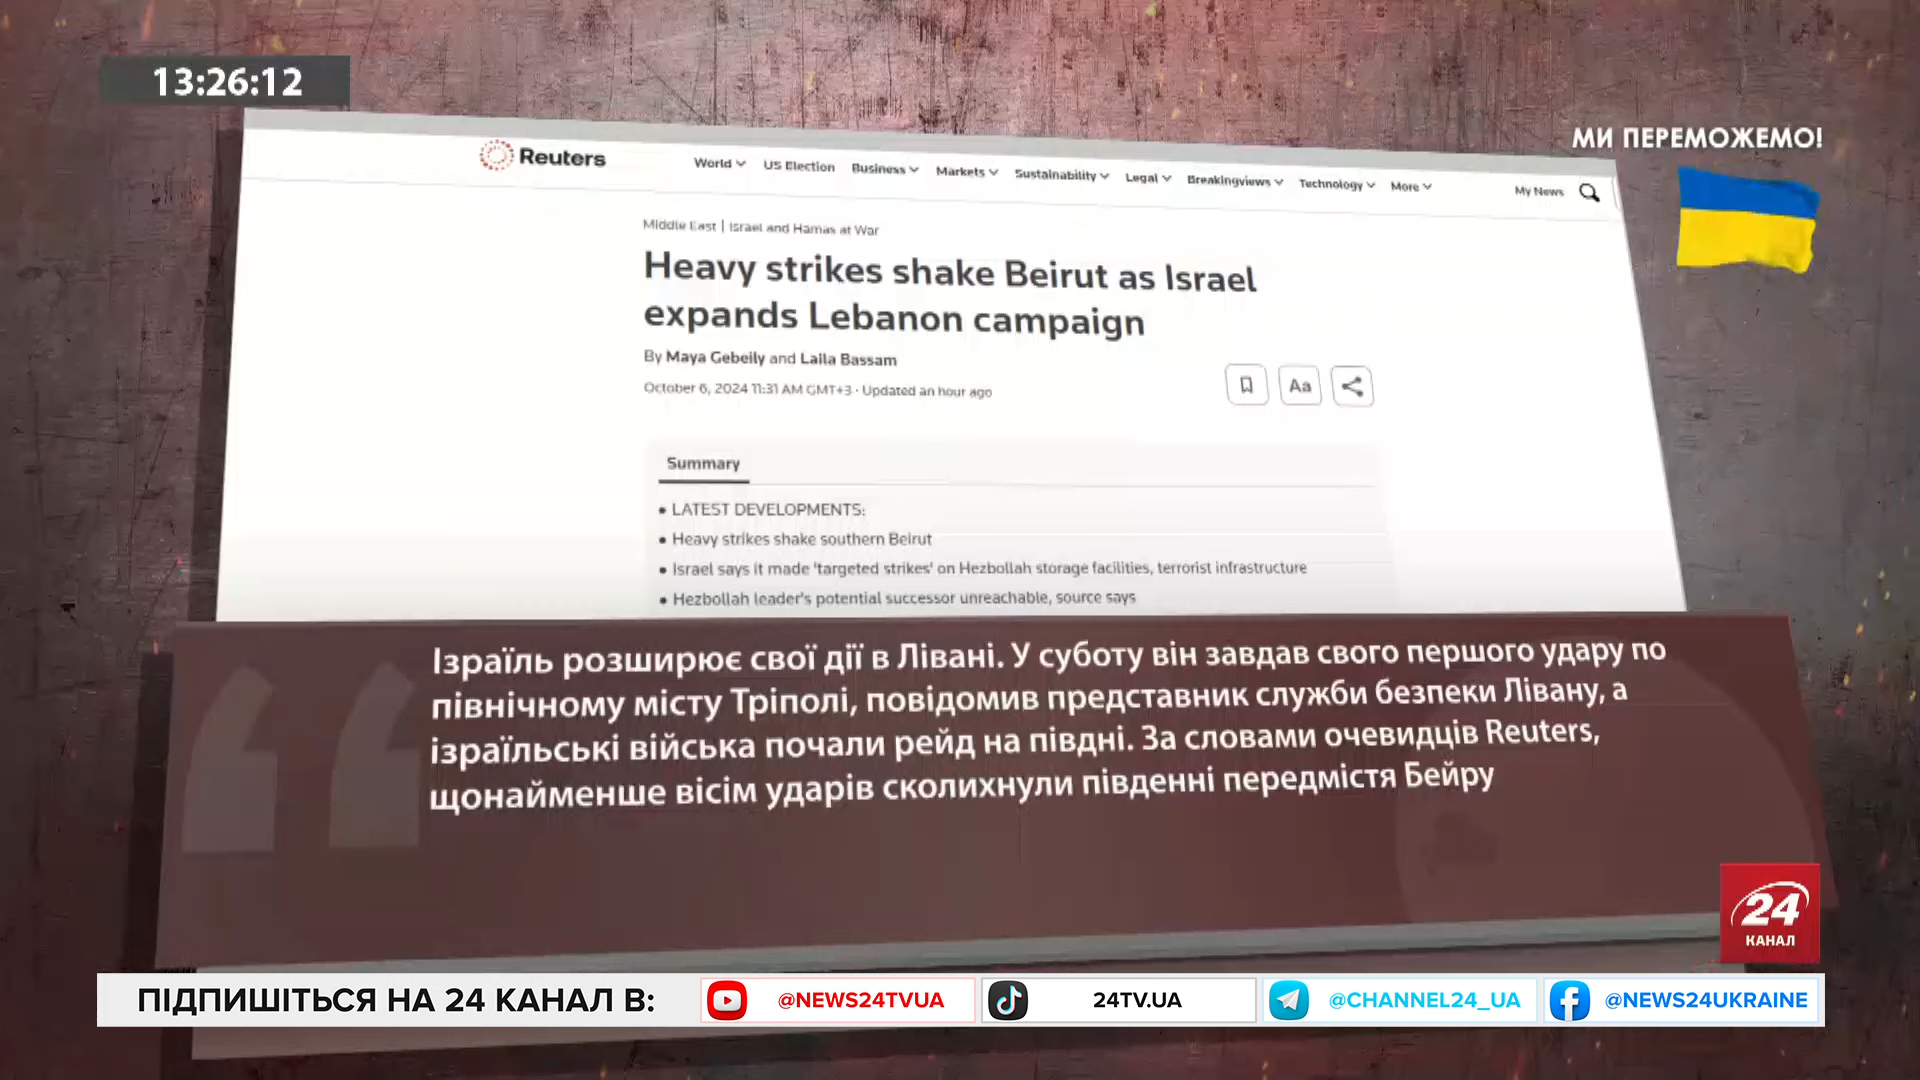 13:26:12
МИ ПЕРЕМОЖЕМО!
Reuters
World US Election Business Markets Sustainability Legal Breakingviews Technology More My News
Middle East | Israel and Hamas at War
Heavy strikes shake Beirut as Israel
expands Lebanon campaign
By Maya Gebeily and Laila Bassam
October 6, 2024 11:31 AM GMT+3 · Updated an hour ago
Aa
Summary
• LATEST DEVELOPMENTS:
• Heavy strikes shake southern Beirut
• Israel says it made 'targeted strikes' on Hezbollah storage facilities, terrorist infrastructure
• Hezbollah leader's potential successor unreachable, source says
Ізраїль розширює свої дії в Лівані. У суботу він завдав свого першого удару по
північному місту Тріполі, повідомив представник служби безпеки Лівану, а
ізраїльські війська почали рейд на півдні. За словами очевидців Reuters,
щонайменше вісім ударів сколихнули південні передмістя Бейру
24
КАНАЛ
ПІДПИШІТЬСЯ НА 24 КАНАЛ В: @NEWS24TVUA 24TV.UA @CHANNEL24_UA @NEWS24UKRAINE